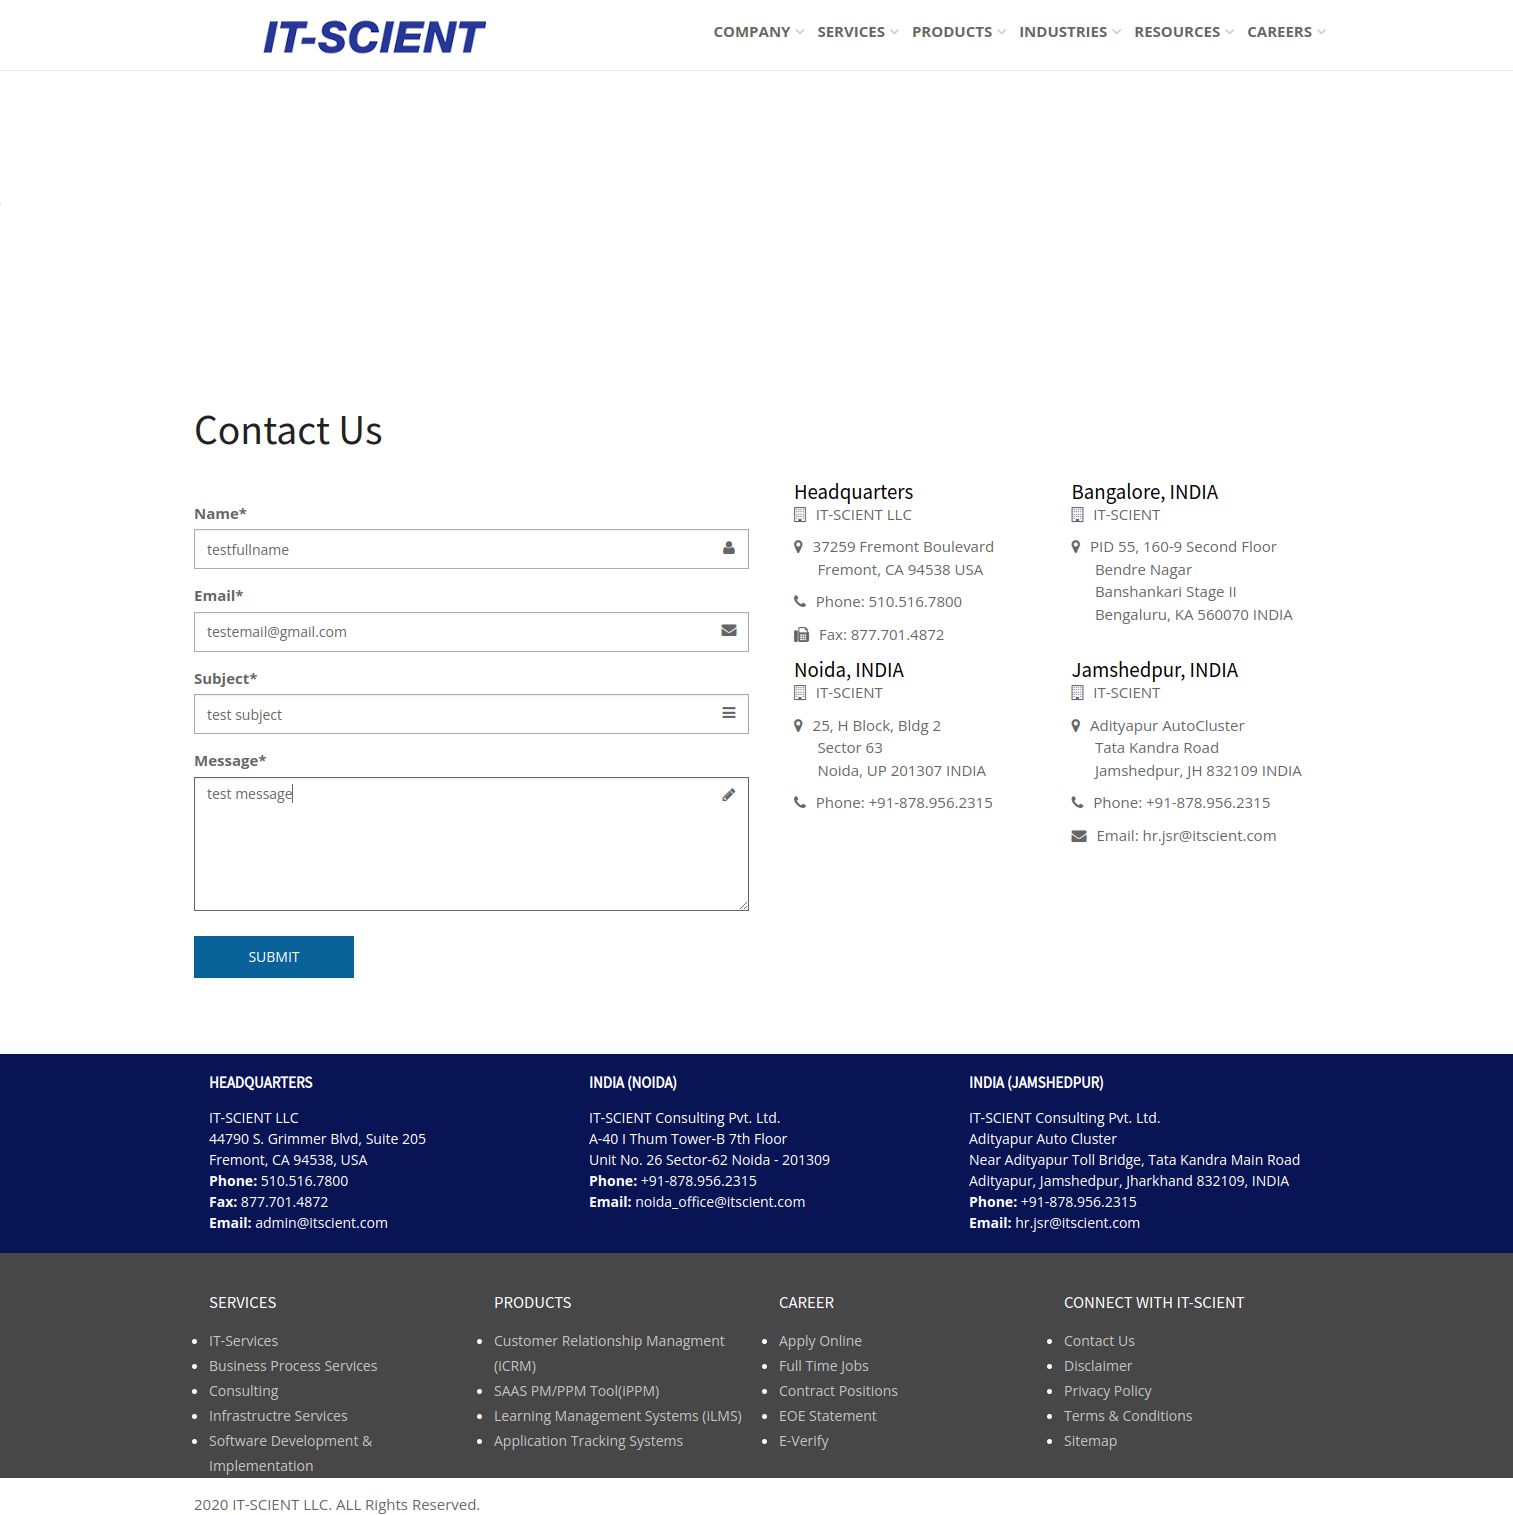 IT-SCIENT
COMPANY SERVICES PRODUCTS INDUSTRIES RESOURCES CAREERS
Contact Us
Name*
testfullname
Email*
testemail@gmail.com
Subject*
test subject
Message*
test message
SUBMIT
Headquarters
IT-SCIENT LLC
37259 Fremont Boulevard
Fremont, CA 94538 USA
Phone: 510.516.7800
Fax: 877.701.4872
Bangalore, INDIA
IT-SCIENT
PID 55, 160-9 Second Floor
Bendre Nagar
Banshankari Stage II
Bengaluru, KA 560070 INDIA
Noida, INDIA
IT-SCIENT
25, H Block, Bldg 2
Sector 63
Noida, UP 201307 INDIA
Phone: +91-878.956.2315
Jamshedpur, INDIA
IT-SCIENT
Adityapur AutoCluster
Tata Kandra Road
Jamshedpur, JH 832109 INDIA
Phone: +91-878.956.2315
Email: hr.jsr@itscient.com
HEADQUARTERS
IT-SCIENT LLC
44790 S. Grimmer Blvd, Suite 205
Fremont, CA 94538, USA
Phone: 510.516.7800
Fax: 877.701.4872
Email: admin@itscient.com
INDIA (NOIDA)
IT-SCIENT Consulting Pvt. Ltd.
A-40 I Thum Tower-B 7th Floor
Unit No. 26 Sector-62 Noida - 201309
Phone: +91-878.956.2315
Email: noida_office@itscient.com
INDIA (JAMSHEDPUR)
IT-SCIENT Consulting Pvt. Ltd.
Adityapur Auto Cluster
Near Adityapur Toll Bridge, Tata Kandra Main Road
Adityapur, Jamshedpur, Jharkhand 832109, INDIA
Phone: +91-878.956.2315
Email: hr.jsr@itscient.com
SERVICES
IT-Services
Business Process Services
Consulting
Infrastructre Services
Software Development &
Implementation
PRODUCTS
Customer Relationship Managment
(iCRM)
SAAS PM/PPM Tool(iPPM)
Learning Management Systems (iLMS)
Application Tracking Systems
CAREER
Apply Online
Full Time Jobs
Contract Positions
EOE Statement
E-Verify
CONNECT WITH IT-SCIENT
Contact Us
Disclaimer
Privacy Policy
Terms & Conditions
Sitemap
2020 IT-SCIENT LLC. ALL Rights Reserved.